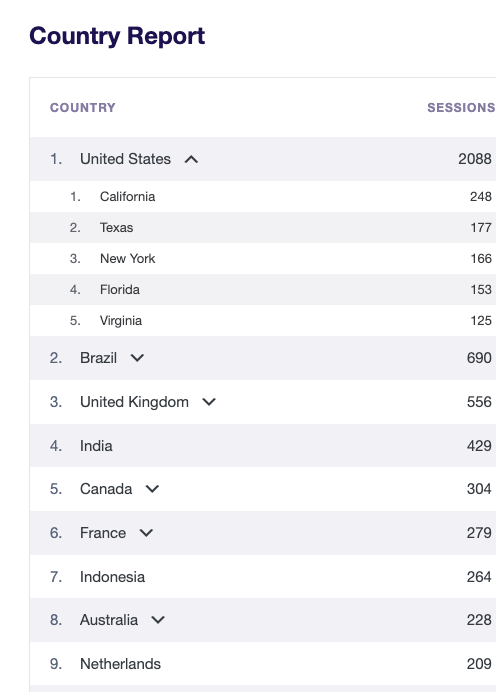 Country Report
COUNTRY SESSIONS
1. United States 2088
1. California 248
2. Texas 177
3. New York 166
4. Florida 153
5. Virginia 125
2. Brazil 690
3. United Kingdom 556
4. India 429
5. Canada 304
6. France 279
7. Indonesia 264
8. Australia 228
9. Netherlands 209